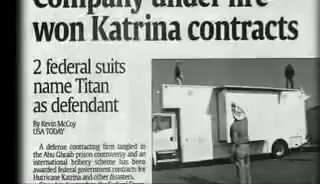 Company under fire
won Katrina contracts
2 federal suits
name Titan
as defendant
By Kevin McCoy
USA TODAY
A defense contracting firm tangled in
the Abu Ghraib prison controversy and an
international bribery scheme has been
awarded federal government contracts for
Hurricane Katrina and other disasters.